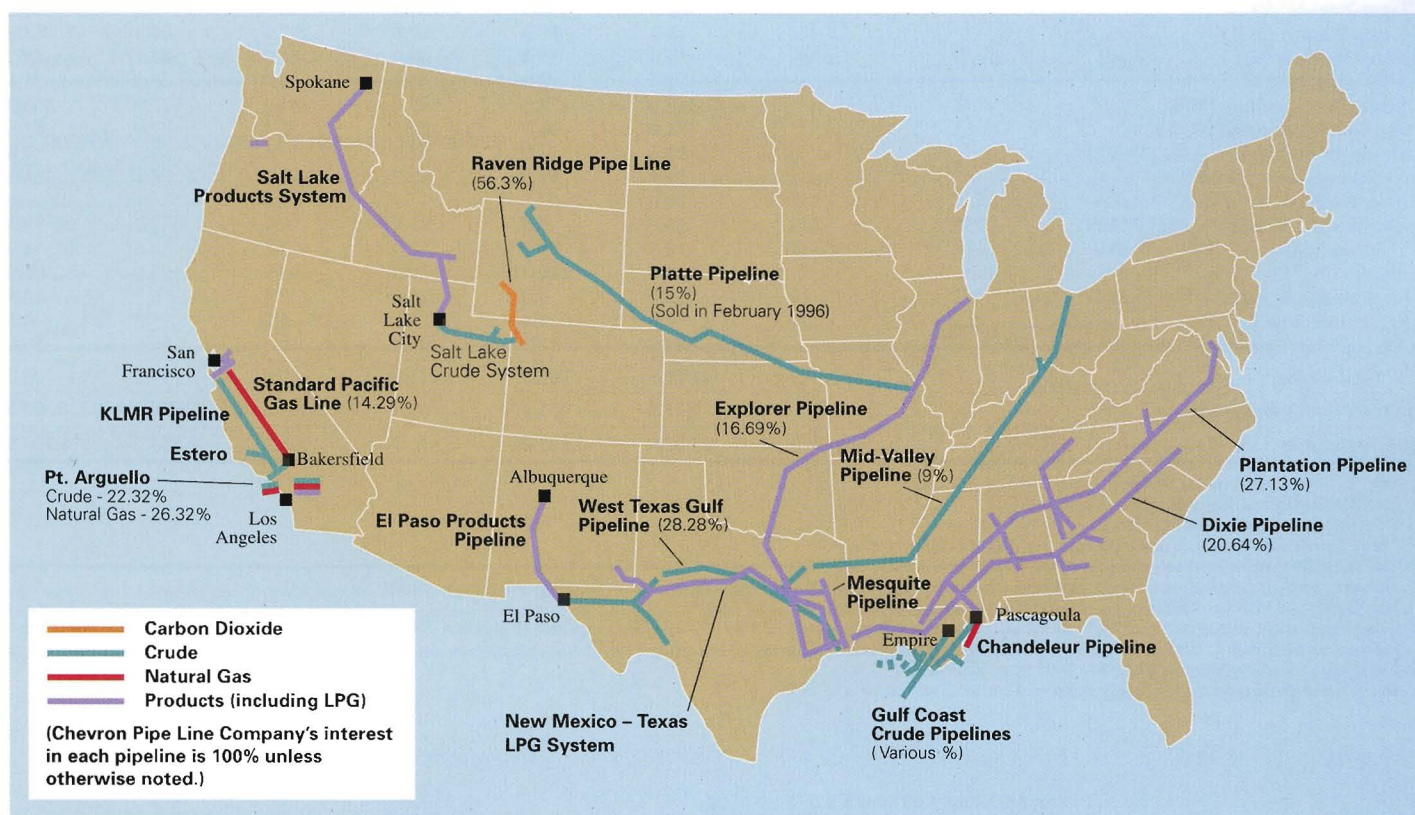 Spokane
Raven Ridge Pipe Line
(56.3%)
Salt Lake
Products System
Platte Pipeline
(15%)
(Sold in February 1996)
Salt
Lake
City
Salt Lake
Crude System
San
Francisco
Standard Pacific
Gas Line (14.29%)
KLMR Pipeline
Estero
Bakersfield
Pt. Arguello
Crude - 22.32%
Natural Gas - 26.32%
Los
Angeles
Explorer Pipeline
(16.69%)
Mid-Valley
Pipeline (9%)
Plantation Pipeline
(27.13%)
Dixie Pipeline
(20.64%)
Albuquerque
El Paso Products
Pipeline
West Texas Gulf
Pipeline (28.28%)
El Paso
Mesquite
Pipeline
Pascagoula
Empire
Chandeleur Pipeline
New Mexico – Texas
LPG System
Gulf Coast
Crude Pipelines
(Various %)
Carbon Dioxide
Crude
Natural Gas
Products (including LPG)
(Chevron Pipe Line Company's interest
in each pipeline is 100% unless
otherwise noted.)